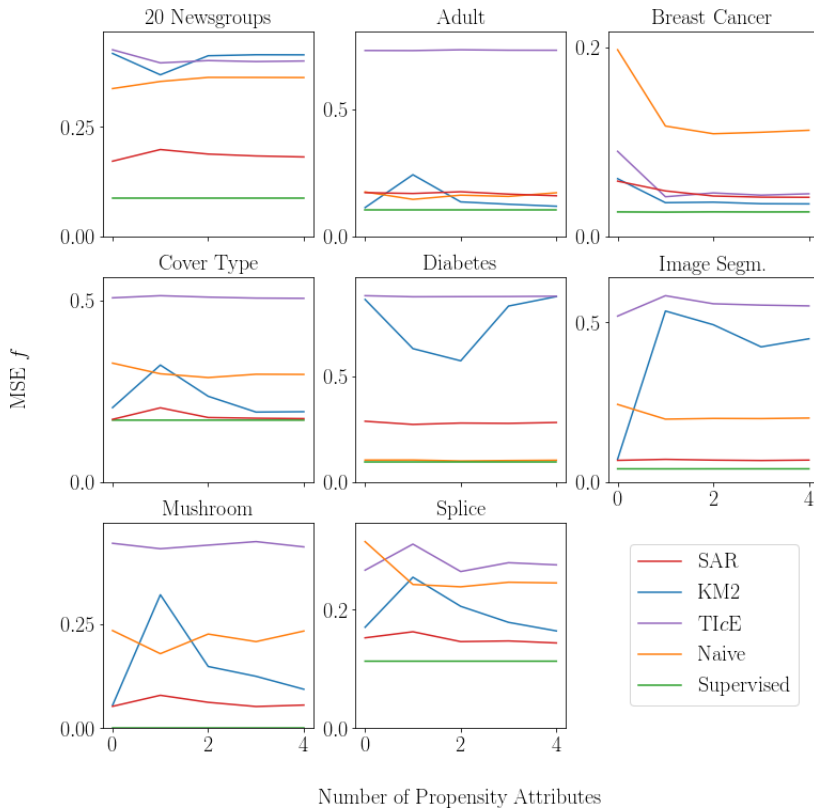 20 Newsgroups
Adult
Breast Cancer
0.25
0.00
0.5
0.0
0.2
0.0
Cover Type
Diabetes
Image Segm.
0.5
0.0
0.5
0.0
0.5
0.0
MSE f
Mushroom
Splice
0.25
0.00
0 2 4
0.2
0.0
0 2 4
0 2 4
SAR
KM2
TIcE
Naive
Supervised
Number of Propensity Attributes